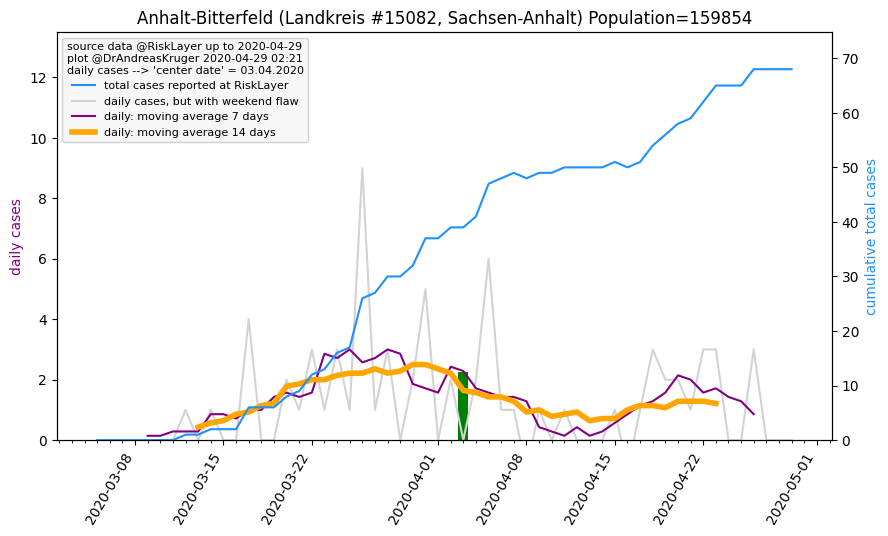 Anhalt-Bitterfeld (Landkreis #15082, Sachsen-Anhalt) Population=159854
source data @RiskLayer up to 2020-04-29
plot @DrAndreasKruger 2020-04-29 02:21
daily cases --> 'center date' = 03.04.2020
total cases reported at RiskLayer
daily cases, but with weekend flaw
daily: moving average 7 days
daily: moving average 14 days
daily cases
12
10
8
6
4
2
0
cumulative total cases
70
60
50
40
30
20
10
0
2020-03-08
2020-03-15
2020-03-22
2020-04-01
2020-04-08
2020-04-15
2020-04-22
2020-05-01